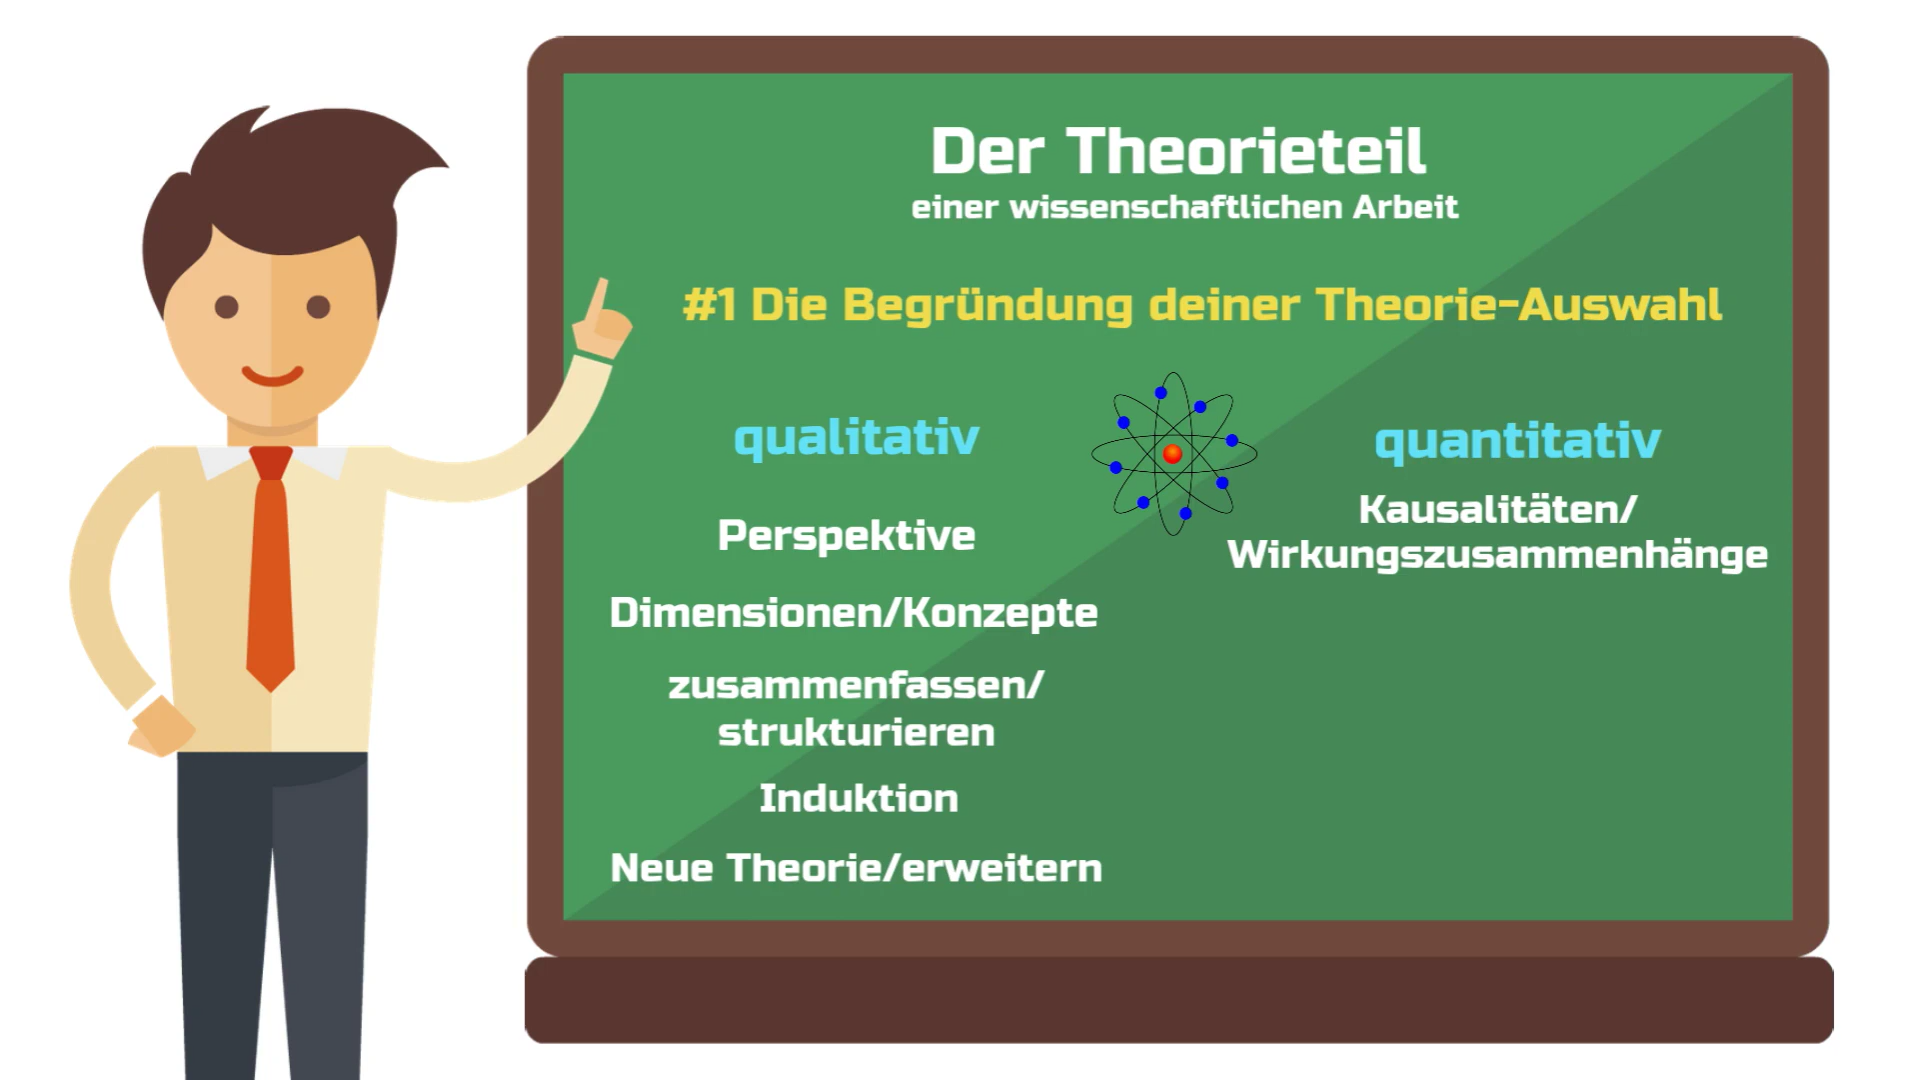 Der Theorieteil
einer wissenschaftlichen Arbeit
#1 Die Begründung deiner Theorie-Auswahl
qualitativ
Perspektive
Dimensionen/Konzepte
zusammenfassen/
strukturieren
Induktion
Neue Theorie/erweitern
quantitativ
Kausalitäten/
Wirkungszusammenhänge